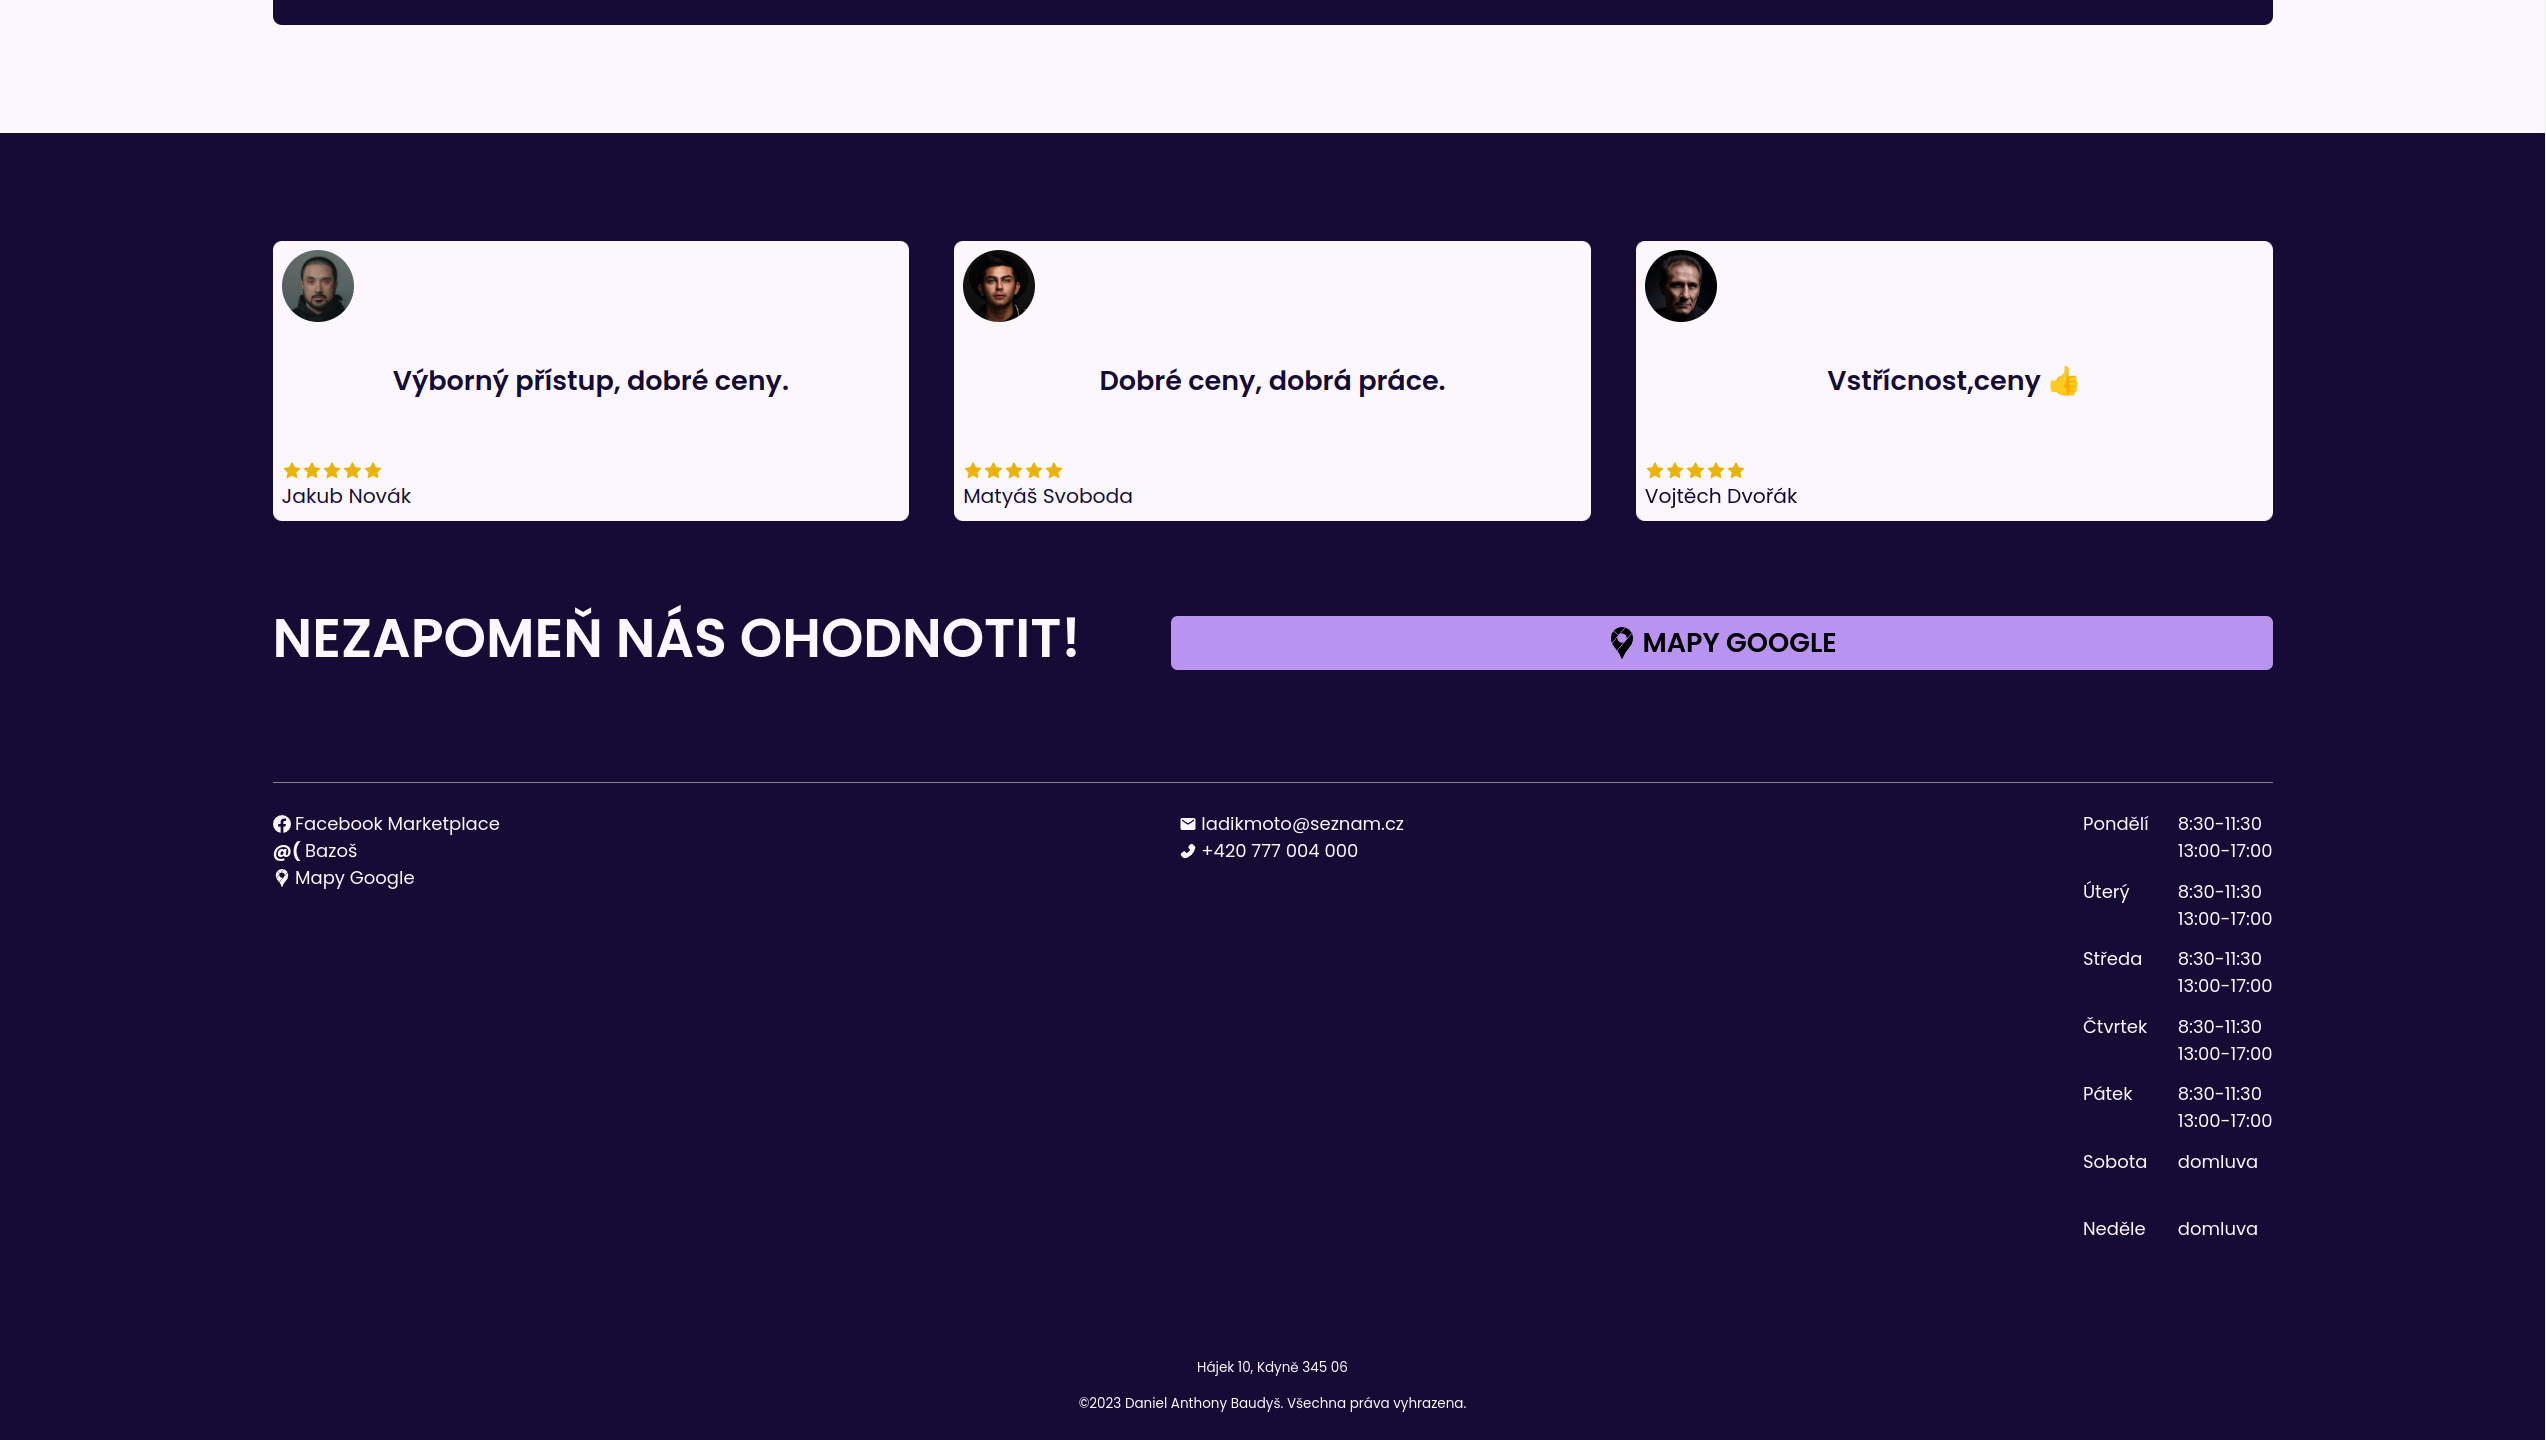 Výborný přístup, dobré ceny.
Jakub Novák
Dobré ceny, dobrá práce.
Matyáš Svoboda
Vstřícnost,ceny 👍
Vojtěch Dvořák
NEZAPOMEŇ NÁS OHODNOTIT!
MAPY GOOGLE
Facebook Marketplace
@( Bazoš
Mapy Google
ladikmoto@seznam.cz
+420 777 004 000
Pondělí 8:30-11:30
13:00-17:00
Úterý 8:30-11:30
13:00-17:00
Středa 8:30-11:30
13:00-17:00
Čtvrtek 8:30-11:30
13:00-17:00
Pátek 8:30-11:30
13:00-17:00
Sobota domluva
Neděle domluva
Hájek 10, Kdyně 345 06
©2023 Daniel Anthony Baudyš. Všechna práva vyhrazena.